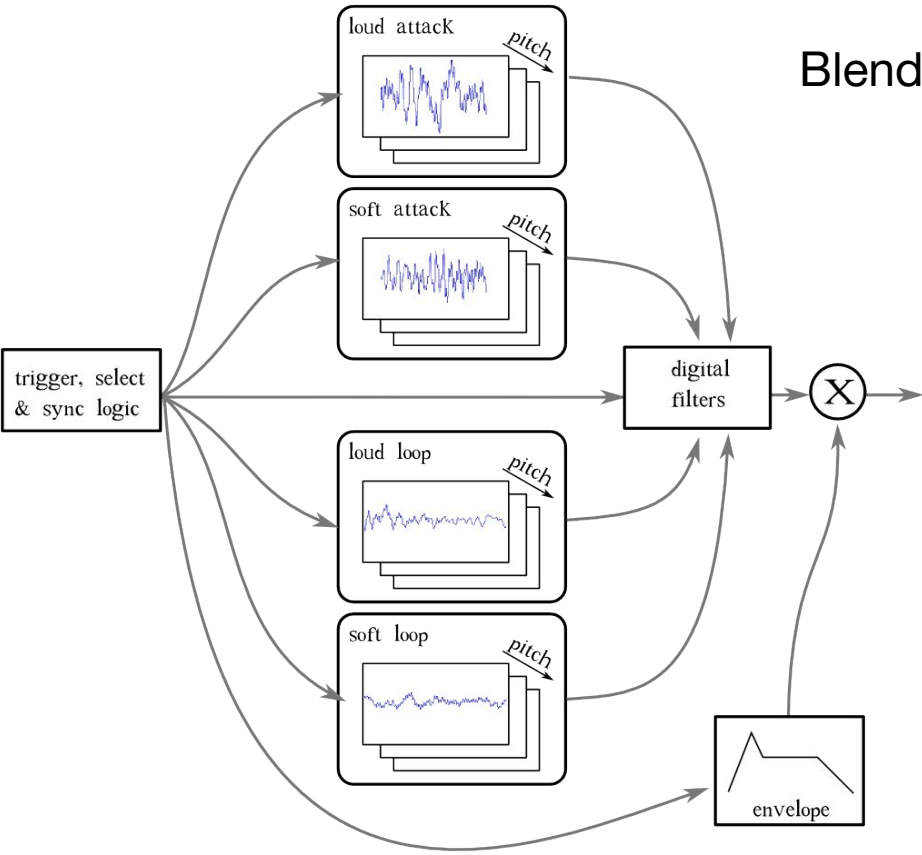 loud attack
pitch
Blend
soft attack
pitch
trigger, select
& sync logic
digital
filters
X
loud loop
pitch
soft loop
pitch
envelope